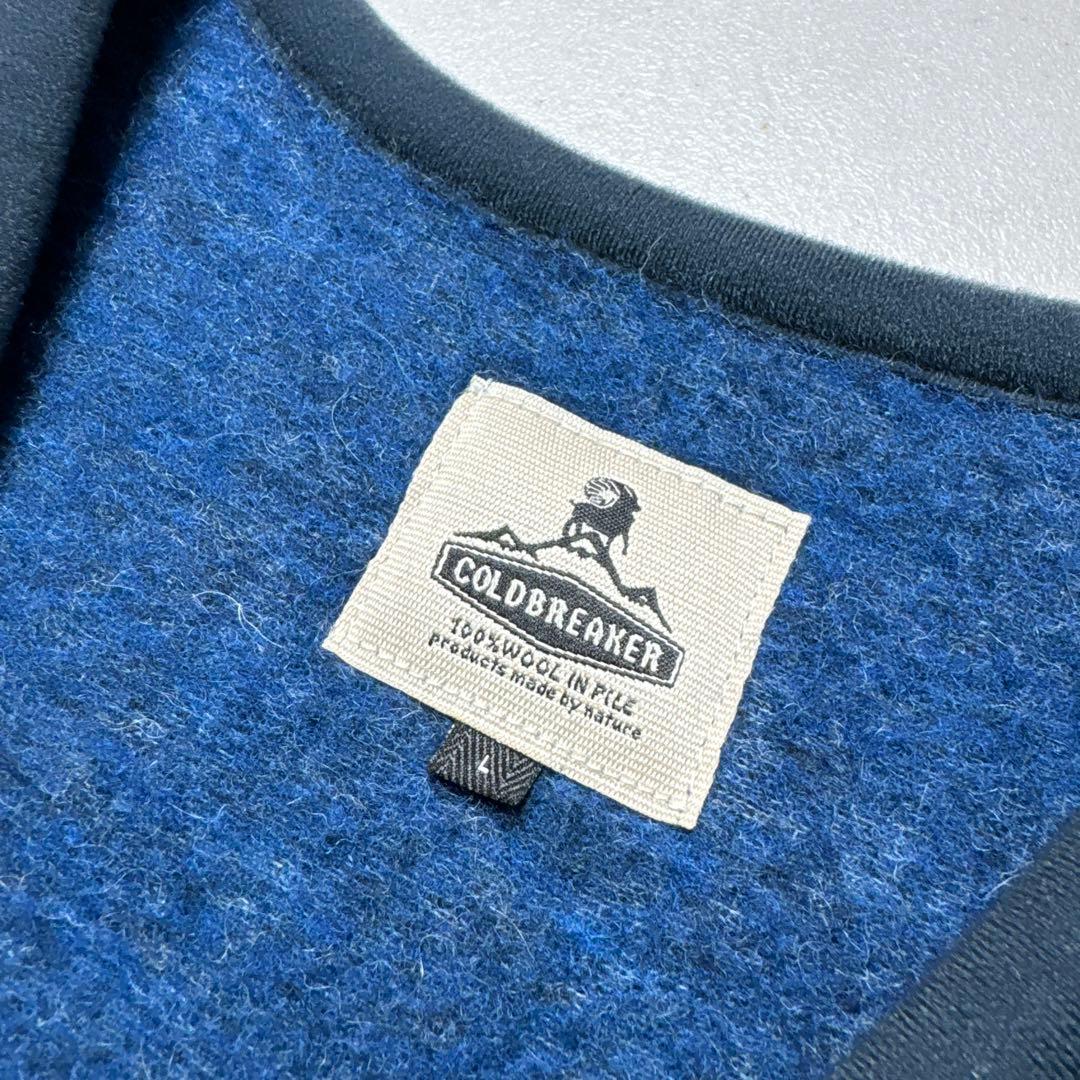 COLDBREAKER
100%WOOL IN PILE
products made by nature
L